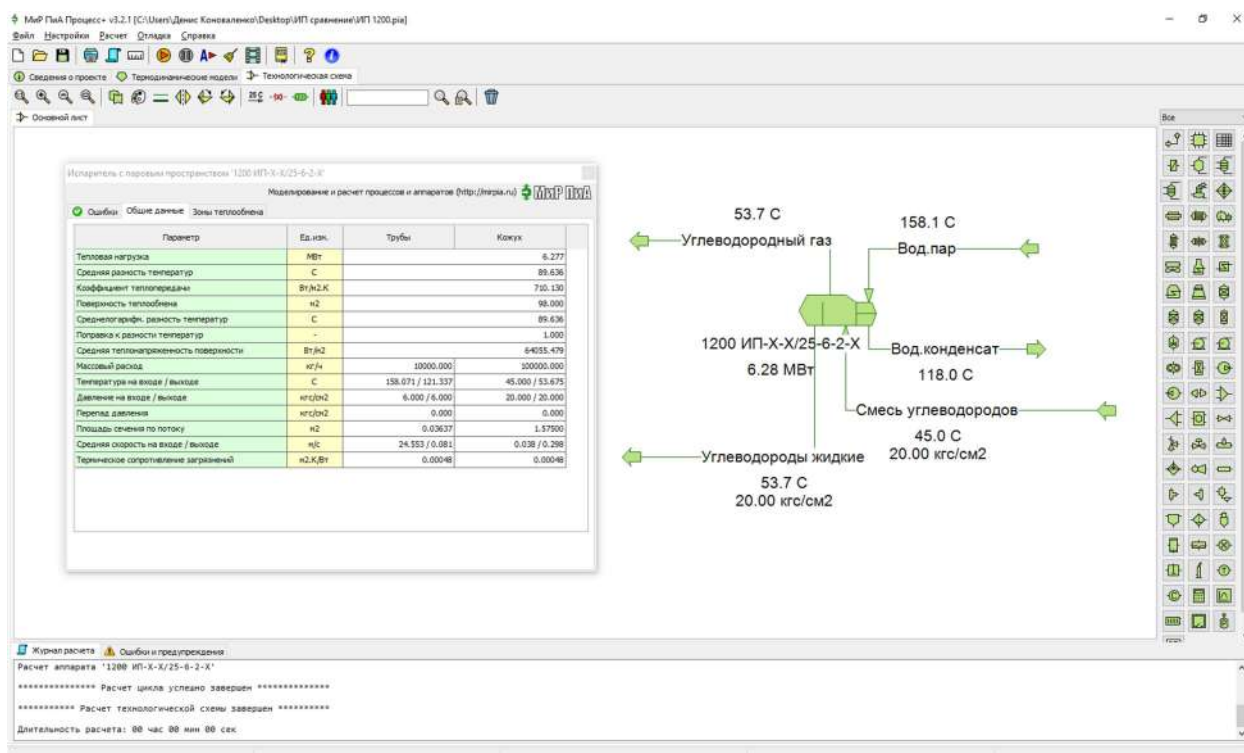 МиР ПиА Процесс+ v3.2.1 [C:\Users\Денис Коноваленко\Desktop\ИП сравнение\ИП 1200.pia]
Файл Настройки Расчет Отладка Справка
Сведения о проекте Термодинамические модели Технологическая схема
25 C
Основной лист
Все
Испаритель с паровым пространством '1200 ИП-Х-Х/25-6-2-Х'
Моделирование и расчет процессов и аппаратов (http://mirpia.ru) МиР ПиА
Ошибки Общие данные Зоны теплообмена
Параметр Ед.изм. Трубы Кожух
Тепловая нагрузка МВт 6.277
Средняя разность температур C 89.636
Коэффициент теплопередачи Вт/м2.К 710.130
Поверхность теплообмена м2 98.000
Среднелогарифм. разность температур C 89.636
Поправка к разности температур - 1.000
Средняя теплонапряженность поверхности Вт/м2 64055.479
Массовый расход кг/ч 10000.000 100000.000
Температура на входе / выходе C 158.071 / 121.337 45.000 / 53.675
Давление на входе / выходе кгс/см2 6.000 / 6.000 20.000 / 20.000
Перепад давления кгс/см2 0.000 0.000
Площадь сечения по потоку м2 0.03637 1.57500
Средняя скорость на входе / выходе м/с 24.553 / 0.081 0.038 / 0.298
Термическое сопротивление загрязнений м2.К/Вт 0.00048 0.00048
53.7 C
Углеводородный газ
158.1 C
Вод.пар
1200 ИП-Х-Х/25-6-2-Х
6.28 МВт
Вод.конденсат
118.0 C
Смесь углеводородов
45.0 C
20.00 кгс/см2
Углеводороды жидкие
53.7 C
20.00 кгс/см2
Журнал расчета Ошибки и предупреждения
Расчет аппарата '1200 ИП-Х-Х/25-6-2-Х'
*************** Расчет цикла успешно завершен **************
*********** Расчет технологической схемы завершен **********
Длительность расчета: 00 час 00 мин 00 сек